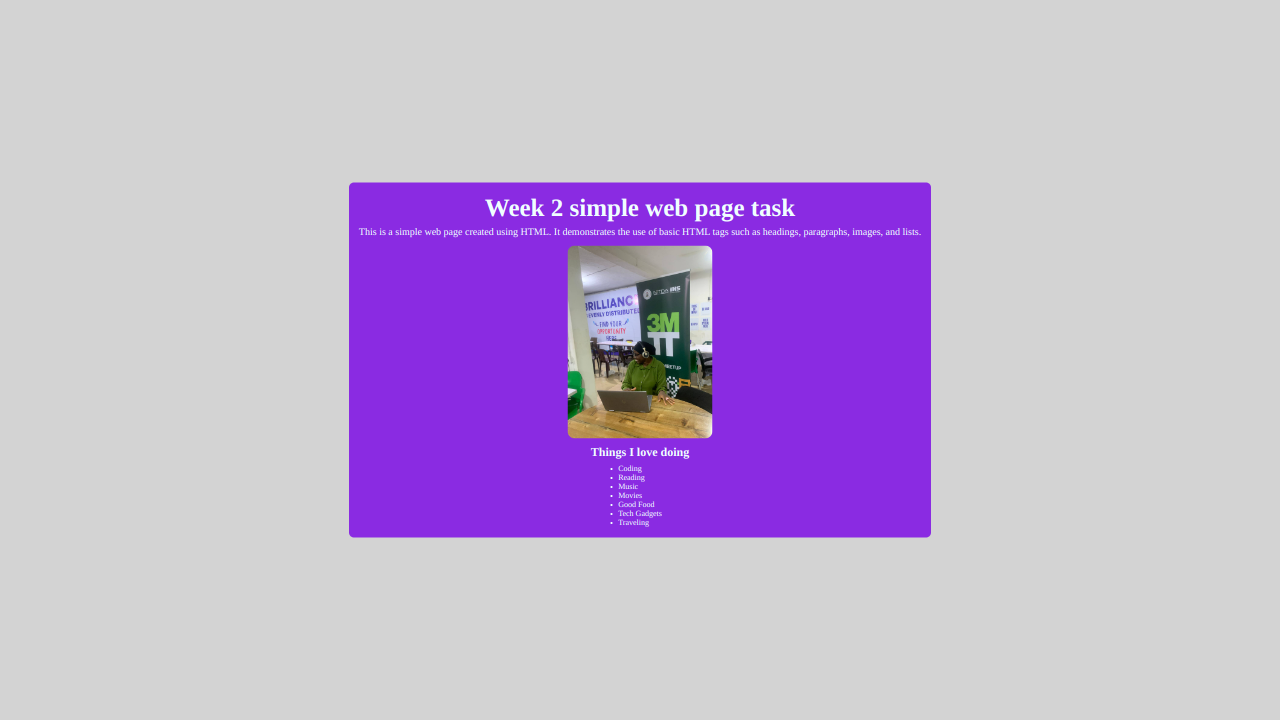 Week 2 simple web page task
This is a simple web page created using HTML. It demonstrates the use of basic HTML tags such as headings, paragraphs, images, and lists.
BRILLIANC
EVENLY DISTRIBUTED
FIND YOUR
OPPORTUNITY
HERE
3M
TT
Things I love doing
• Coding
• Reading
• Music
• Movies
• Good Food
• Tech Gadgets
• Traveling